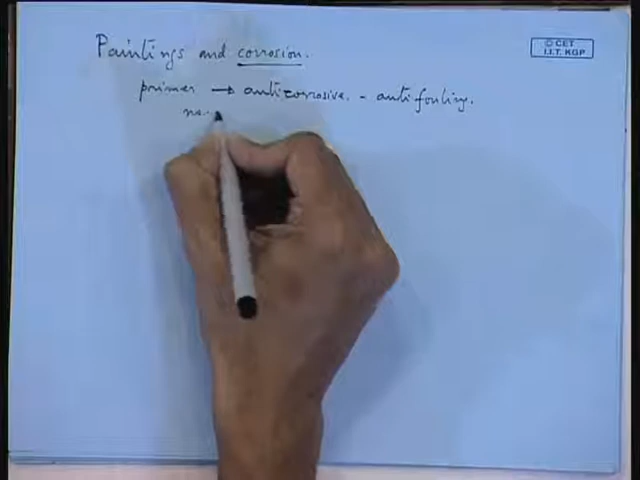 Paintings and corrosion.
© CET
I.I.T. KGP
primer → anticorrosive. - antifouling.